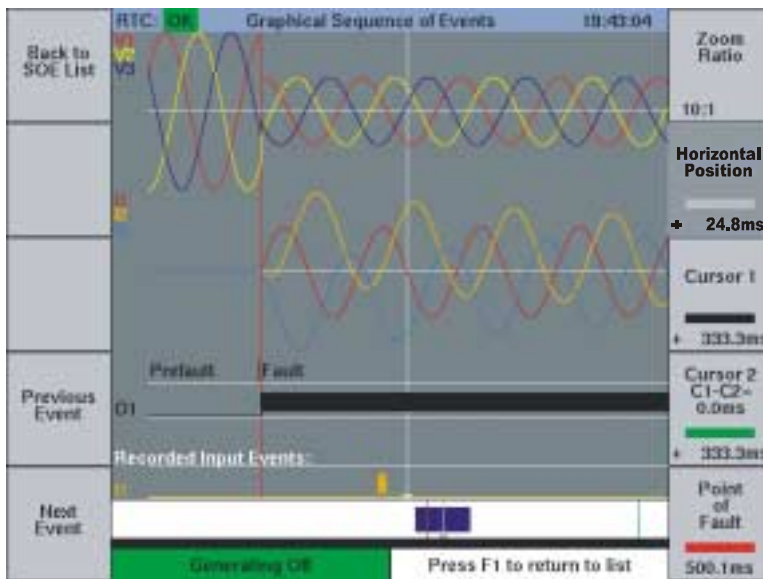 RTC: OK
Graphical Sequence of Events
19:43:04
Back to
SOE List
Previous
Event
Next
Event
V1
V2
V3
I1
I2
Prefault
Fault
O1
Recorded Input Events:
Generating Off
Press F1 to return to list
Zoom
Ratio
10:1
Horizontal
Position
+ 24.8ms
Cursor 1
+ 333.3ms
Cursor 2
C1-C2=
0.0ms
+ 333.3ms
Point
of
Fault
500.1ms